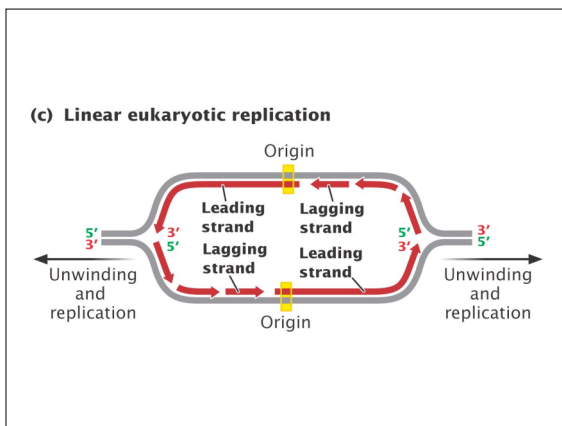 (c) Linear eukaryotic replication
Origin
Leading
strand
Lagging
strand
5′ 3′ 5′ 3′
3′ 5′ 3′ 5′
Lagging
strand
Leading
strand
Unwinding
and
replication
Unwinding
and
replication
Origin